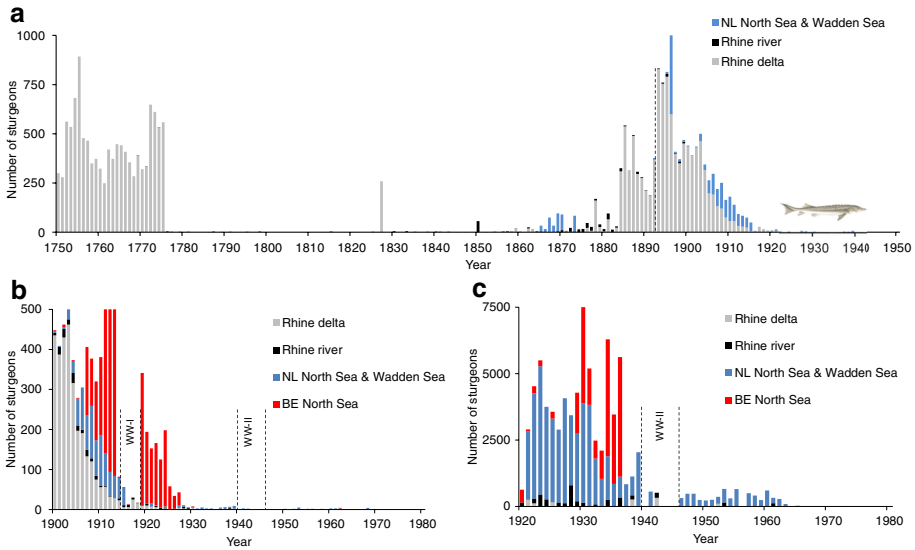 a
Number of sturgeons
1000
750
500
250
0
1750 1760 1770 1780 1790 1800 1810 1820 1830 1840 1850 1860 1870 1880 1890 1900 1910 1920 1930 1940 1950
Year
NL North Sea & Wadden Sea
Rhine river
Rhine delta
b
Number of sturgeons
500
400
300
200
100
0
1900 1910 1920 1930 1940 1950 1960 1970 1980
Year
WW-I
WW-II
Rhine delta
Rhine river
NL North Sea & Wadden Sea
BE North Sea
c
Number of sturgeons
7500
5000
2500
0
1920 1930 1940 1950 1960 1970 1980
Year
WW-II
Rhine delta
Rhine river
NL North Sea & Wadden Sea
BE North Sea